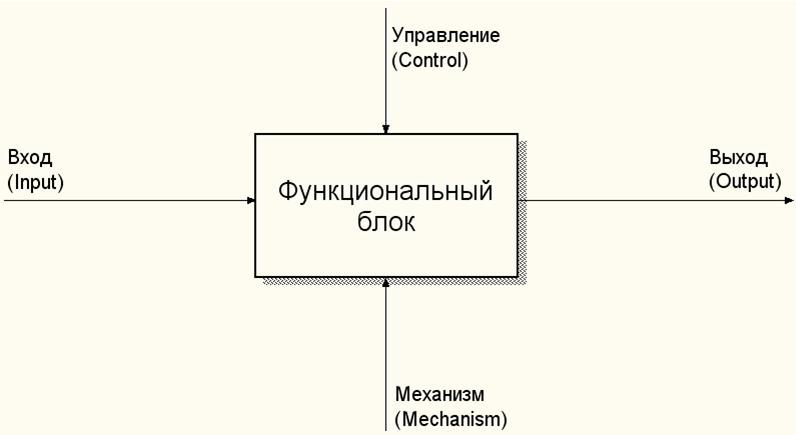 Управление
(Control)
Вход
(Input)
Функциональный
блок
Выход
(Output)
Механизм
(Mechanism)